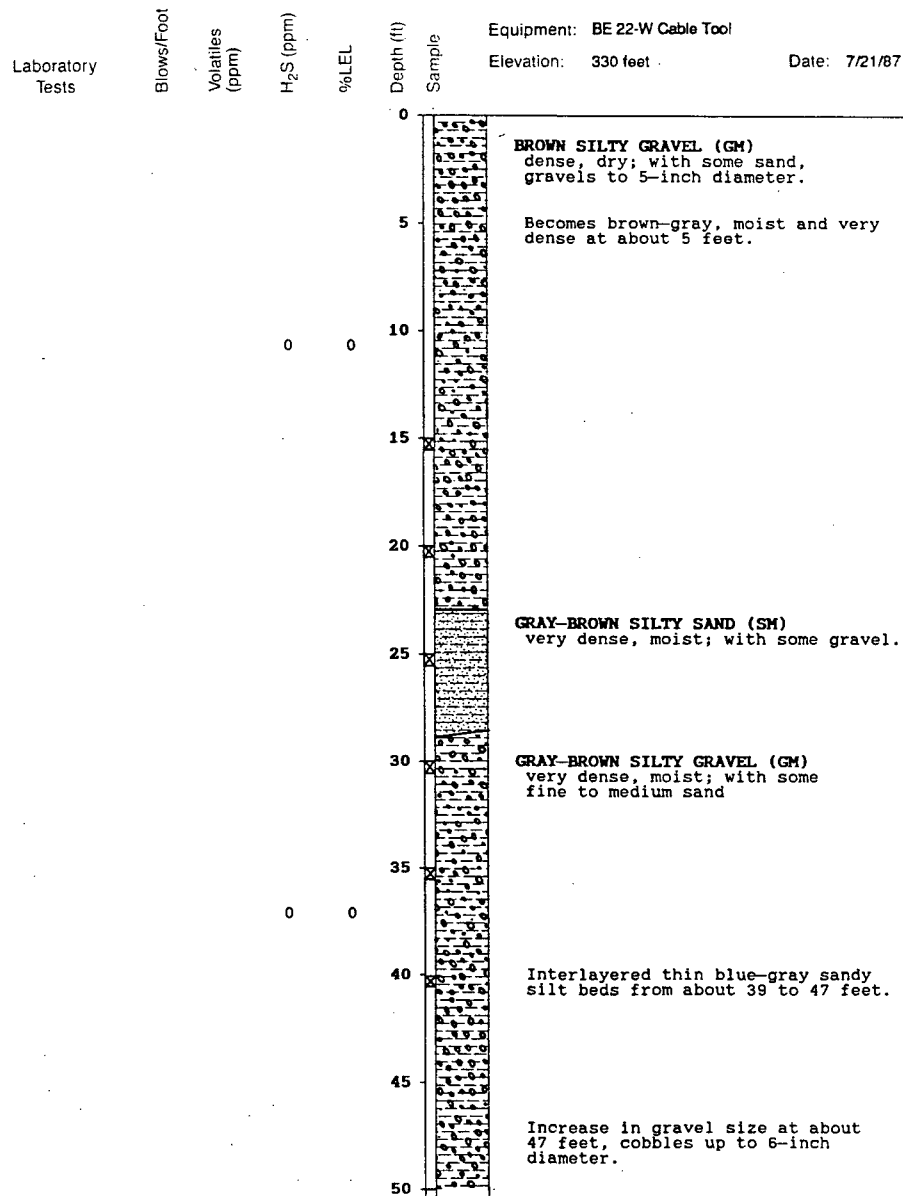 Equipment: BE 22-W Cable Tool
Elevation: 330 feet Date: 7/21/87
Laboratory
Tests
Blows/Foot
Volatiles
(ppm)
H₂S (ppm)
%LEL
Depth (ft)
Sample
0
BROWN SILTY GRAVEL (GM)
dense, dry; with some sand,
gravels to 5-inch diameter.
5
Becomes brown-gray, moist and very
dense at about 5 feet.
10
0 0
15
20
GRAY-BROWN SILTY SAND (SM)
very dense, moist; with some gravel.
25
30
GRAY-BROWN SILTY GRAVEL (GM)
very dense, moist; with some
fine to medium sand
35
0 0
40
Interlayered thin blue-gray sandy
silt beds from about 39 to 47 feet.
45
Increase in gravel size at about
47 feet, cobbles up to 6-inch
diameter.
50